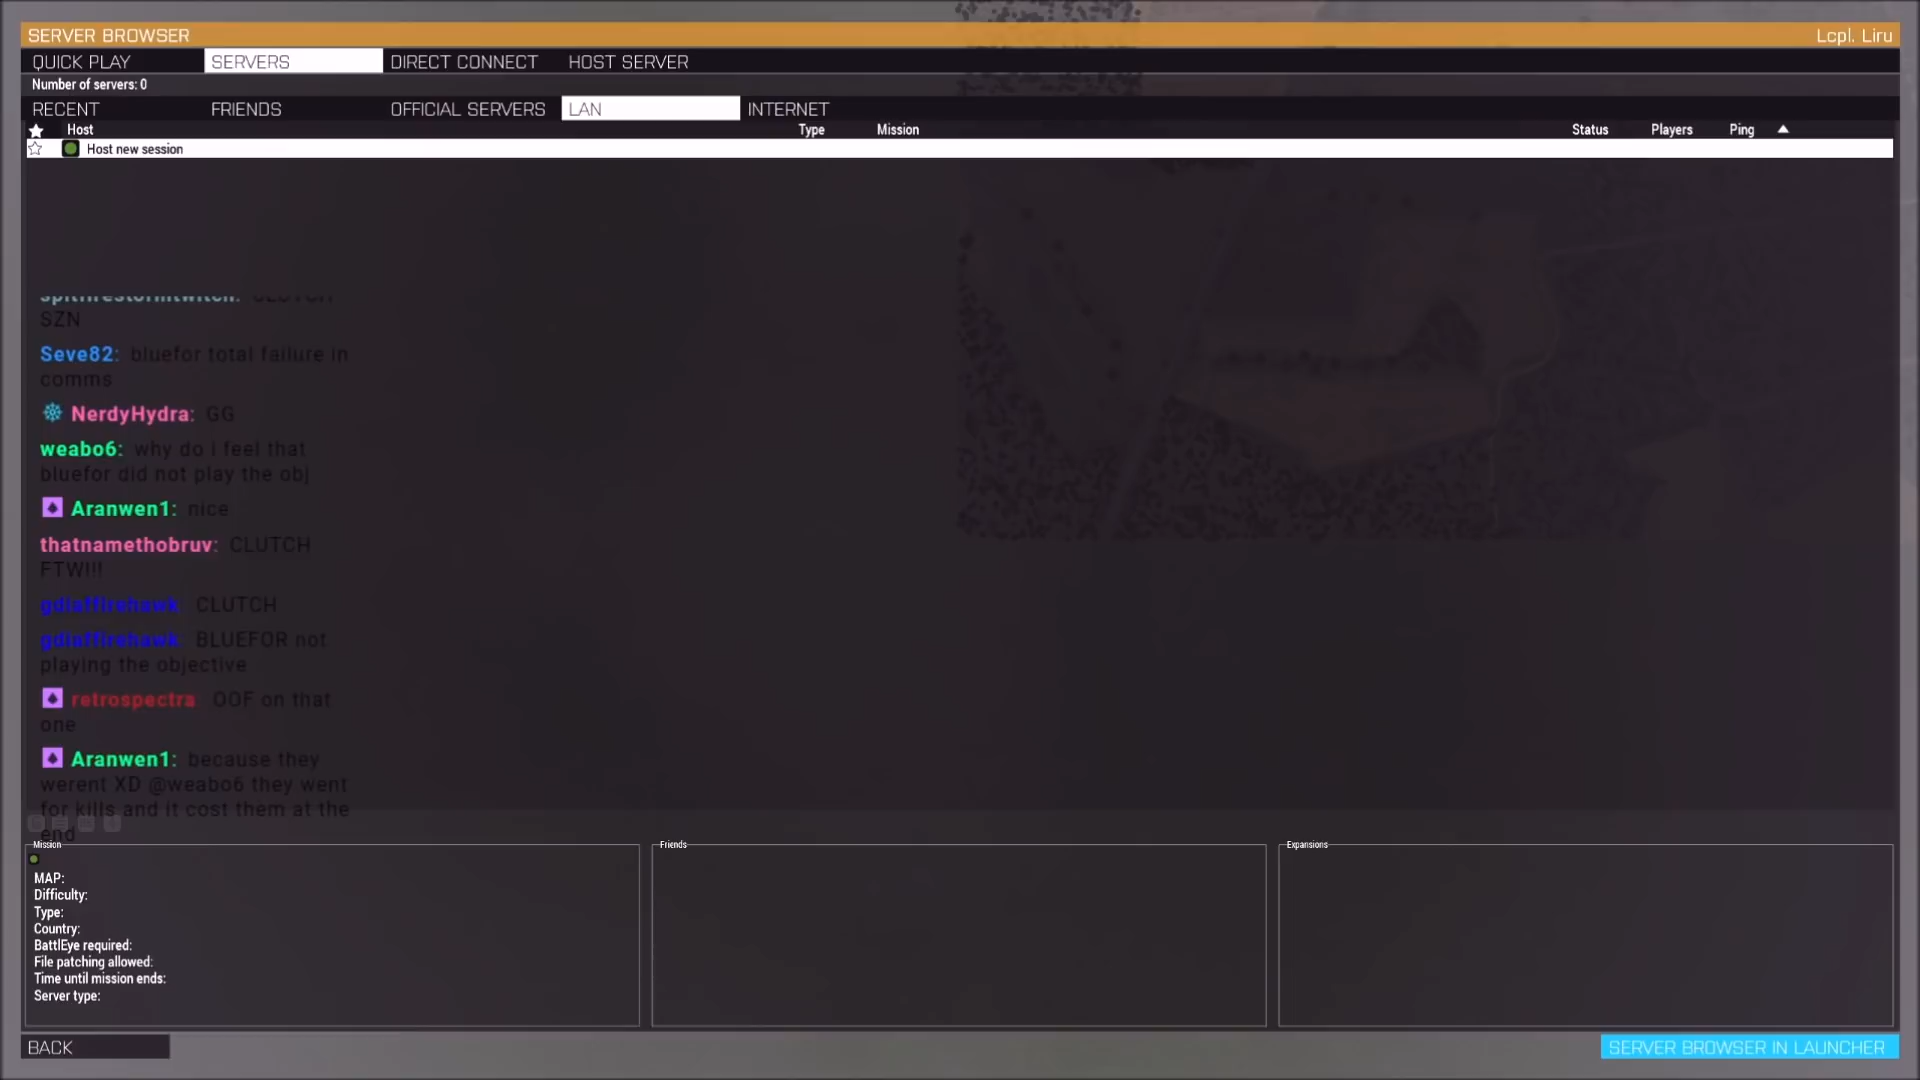 SERVER BROWSER
Lcpl. Liru
QUICK PLAY
SERVERS
DIRECT CONNECT
HOST SERVER
Number of servers: 0
RECENT
FRIENDS
OFFICIAL SERVERS
LAN
INTERNET
Host
Type
Mission
Status
Players
Ping
Host new session
SZN
Seve82: bluefor total failure in
comms
NerdyHydra: GG
weabo6: why do i feel that
bluefor did not play the obj
Aranwen1: nice
thatnamethobruv: CLUTCH
FTW!!!
gdiaffirehawk: CLUTCH
gdiaffirehawk: BLUEFOR not
playing the objective
retrospectra: OOF on that
one
Aranwen1: because they
werent XD @weabo6 they went
for kills and it cost them at the
end
Mission
MAP:
Difficulty:
Type:
Country:
BattlEye required:
File patching allowed:
Time until mission ends:
Server type:
Friends
Expansions
BACK
SERVER BROWSER IN LAUNCHER